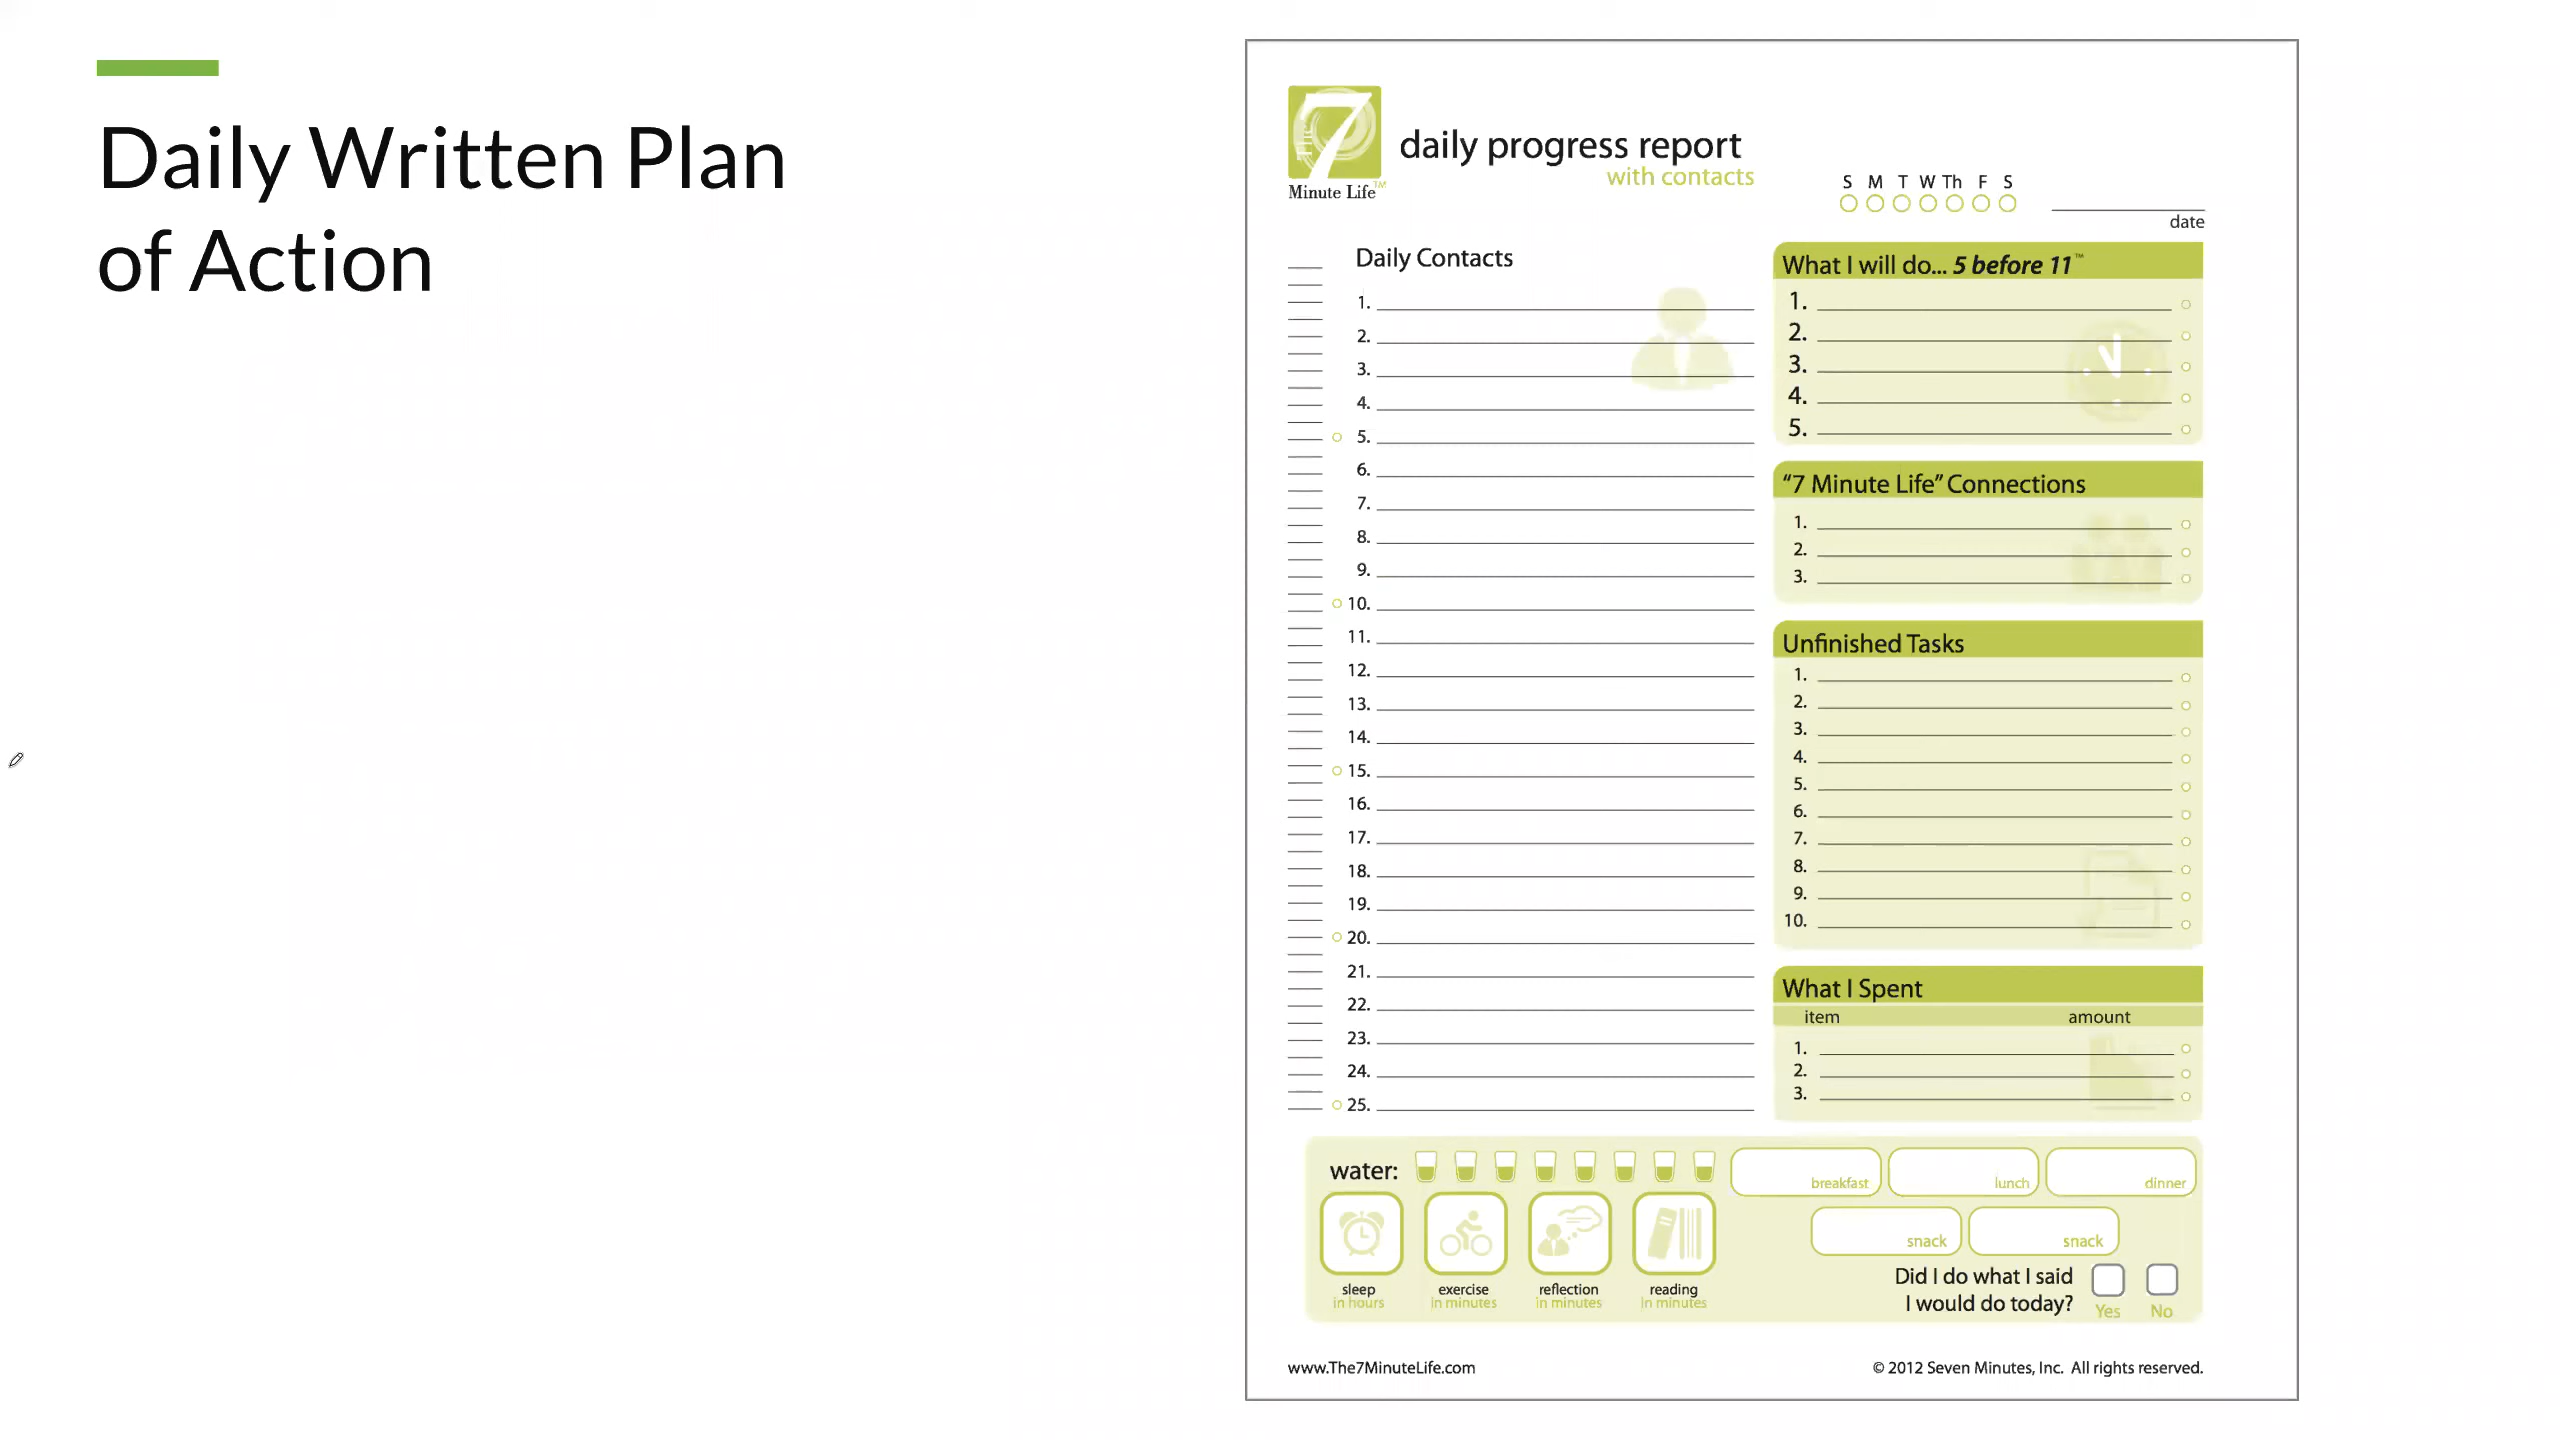 Daily Written Plan
of Action
The
7
Minute Life™
daily progress report
with contacts
S M T W Th F S
date
Daily Contacts
1.
2.
3.
4.
5.
6.
7.
8.
9.
10.
11.
12.
13.
14.
15.
16.
17.
18.
19.
20.
21.
22.
23.
24.
25.
What I will do... 5 before 11™
1.
2.
3.
4.
5.
“7 Minute Life” Connections
1.
2.
3.
Unfinished Tasks
1.
2.
3.
4.
5.
6.
7.
8.
9.
10.
What I Spent
item amount
1.
2.
3.
water:
breakfast lunch dinner
snack snack
sleep exercise reflection reading
in hours in minutes in minutes in minutes
Did I do what I said
I would do today?
Yes No
www.The7MinuteLife.com
© 2012 Seven Minutes, Inc. All rights reserved.